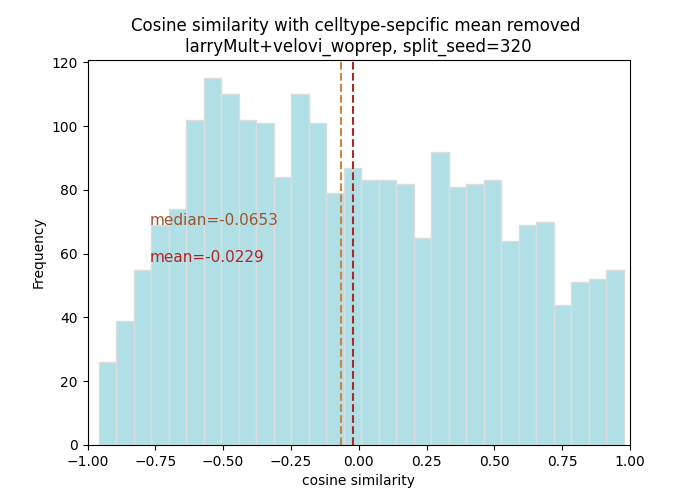 Cosine similarity with celltype-sepcific mean removed
larryMult+velovi_woprep, split_seed=320
120
100
80
60
40
20
0
Frequency
median=-0.0653
mean=-0.0229
−1.00 −0.75 −0.50 −0.25 0.00 0.25 0.50 0.75 1.00
cosine similarity